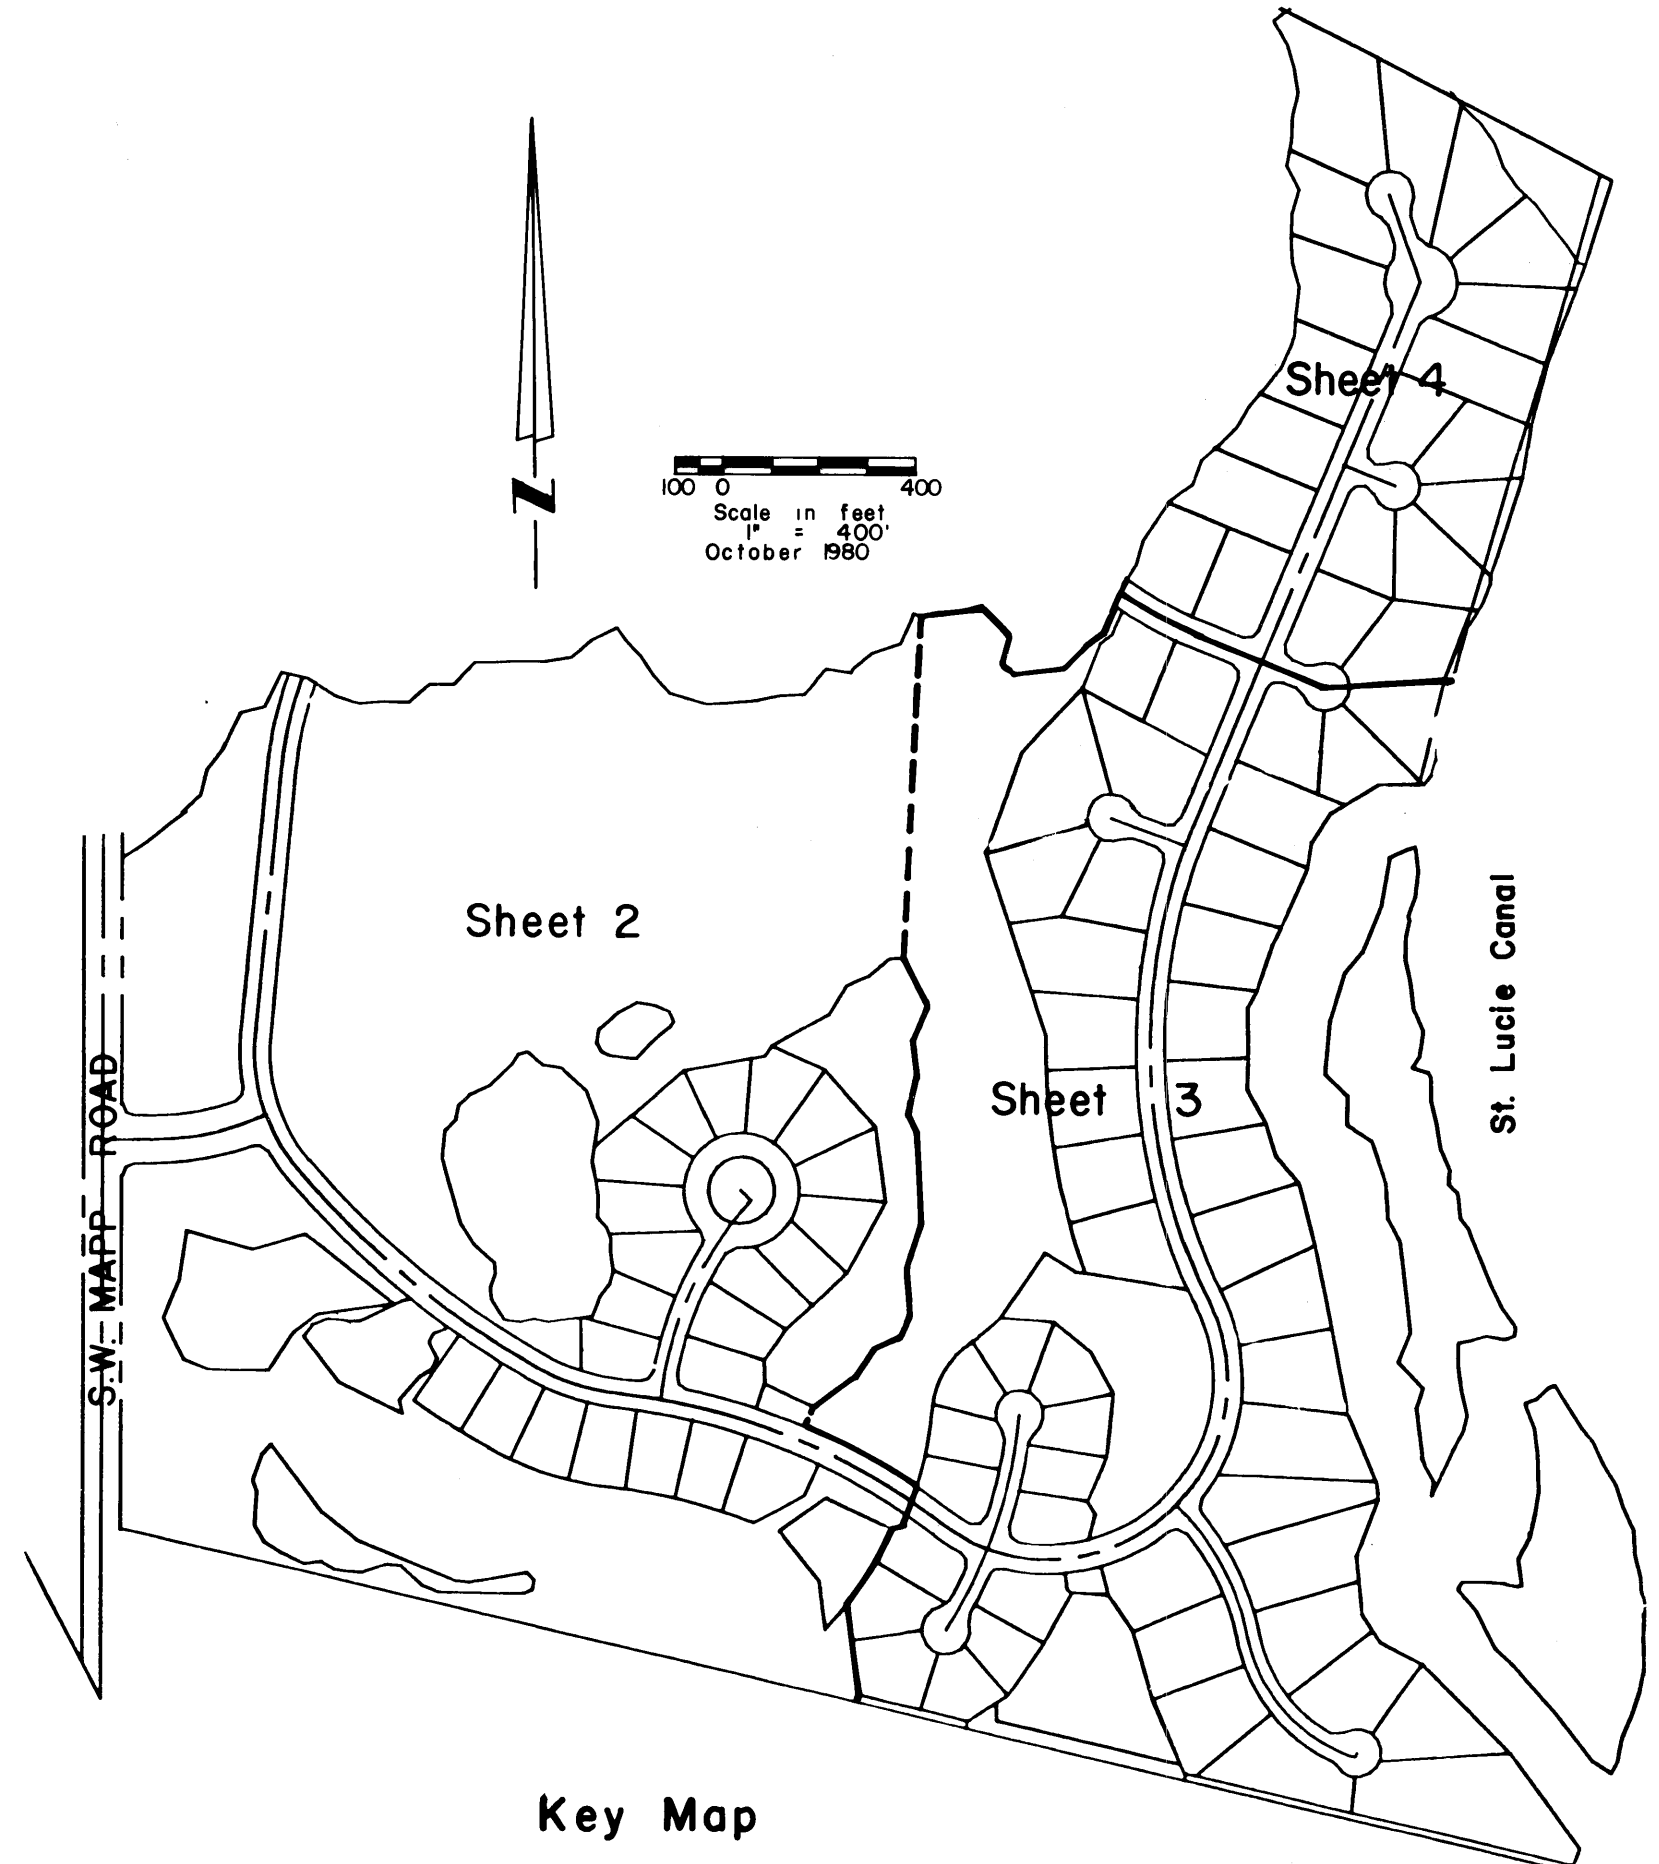 Sheet 4
N
100 0 400
Scale in feet
1" = 400'
October 1980
Sheet 2
St. Lucie Canal
Sheet 3
S.W. MAPP ROAD
Key Map